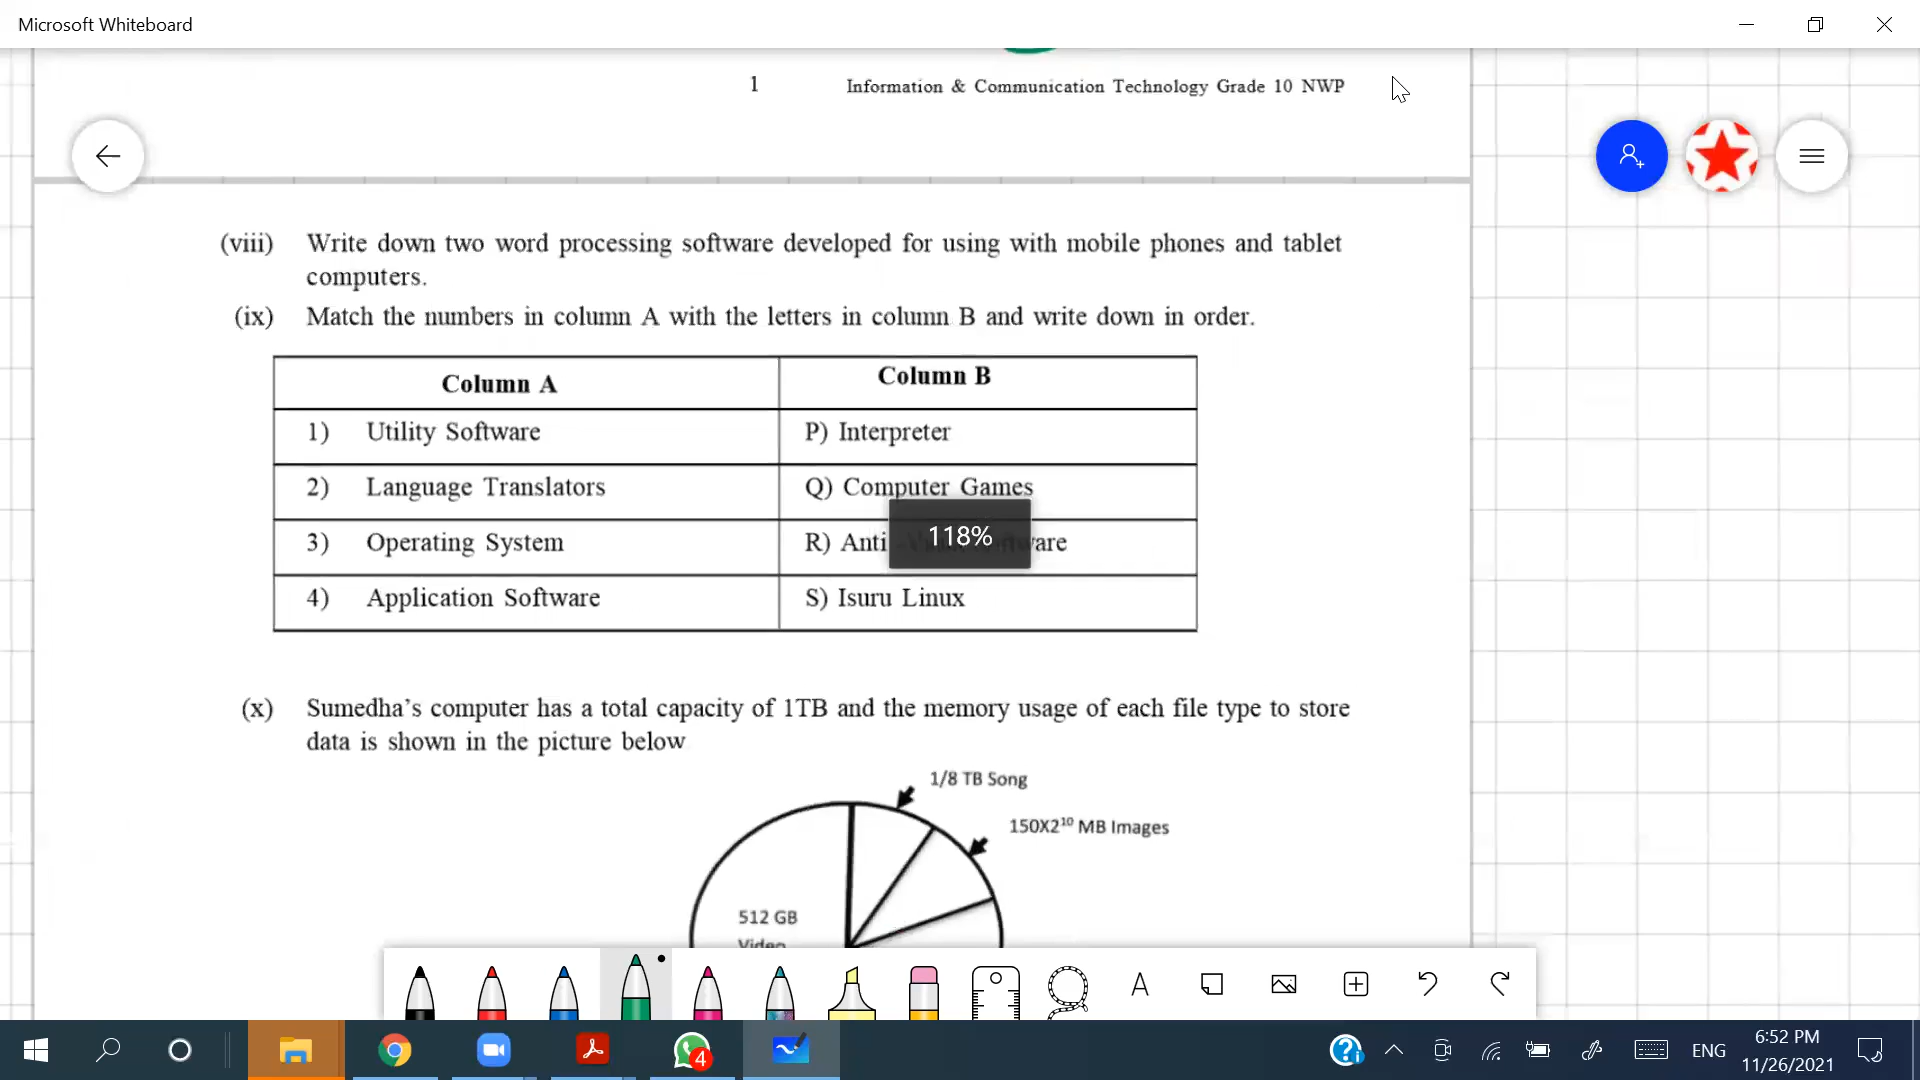 Microsoft Whiteboard
1 Information & Communication Technology Grade 10 NWP
(viii) Write down two word processing software developed for using with mobile phones and tablet
computers.
(ix) Match the numbers in column A with the letters in column B and write down in order.
Column A Column B
1) Utility Software P) Interpreter
2) Language Translators Q) Computer Games
3) Operating System R) Anti
118%
4) Application Software S) Isuru Linux
(x) Sumedha's computer has a total capacity of 1TB and the memory usage of each file type to store
data is shown in the picture below
1/8 TB Song
150X2¹⁰ MB Images
512 GB
Video
A
4
ENG
6:52 PM
11/26/2021